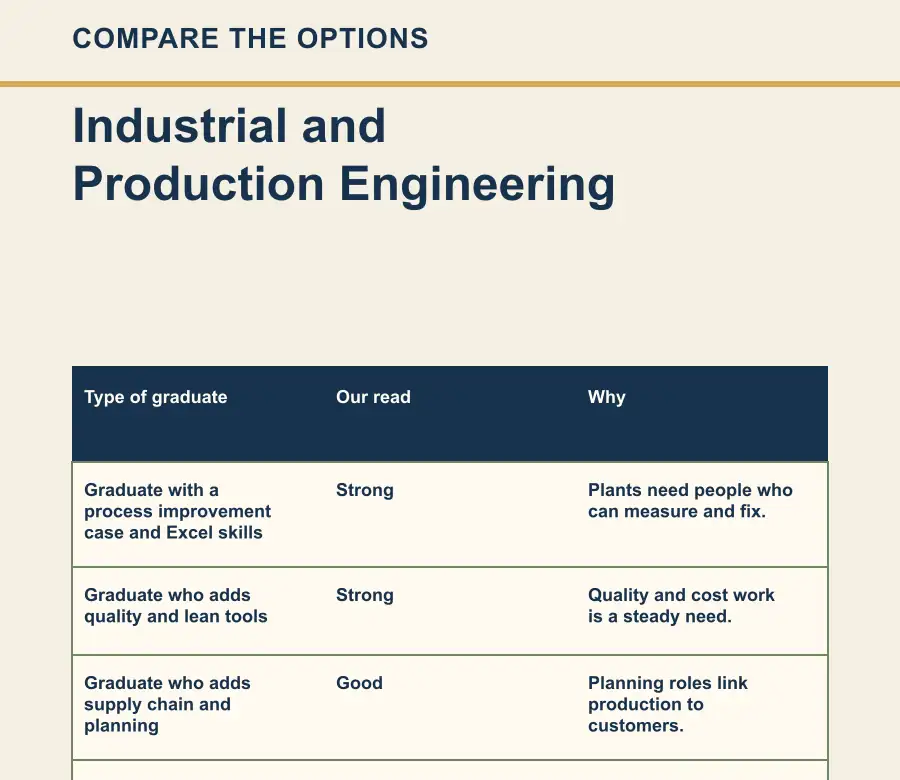 COMPARE THE OPTIONS
Industrial and
Production Engineering
Type of graduate
Our read
Why
Graduate with a
process improvement
case and Excel skills
Strong
Plants need people who
can measure and fix.
Graduate who adds
quality and lean tools
Strong
Quality and cost work
is a steady need.
Graduate who adds
supply chain and
planning
Good
Planning roles link
production to
customers.